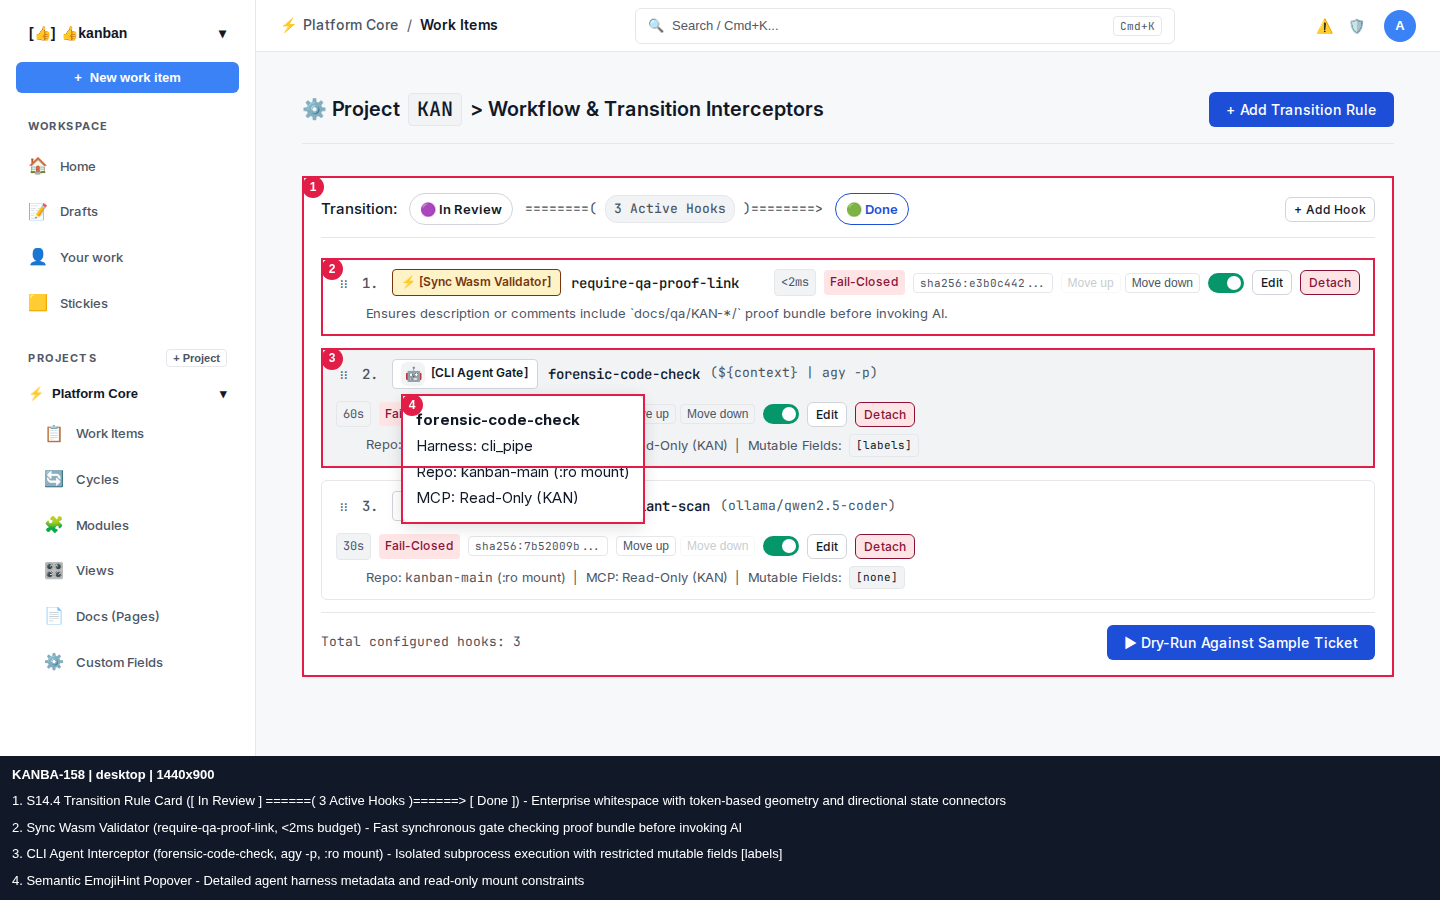 [👍] 👍kanban ▼
+ New work item
WORKSPACE
🏠 Home
📝 Drafts
👤 Your work
🟨 Stickies
PROJECTS + Project
⚡ Platform Core ▼
📋 Work Items
🔄 Cycles
🧩 Modules
🎛️ Views
📄 Docs (Pages)
⚙️ Custom Fields
⚡ Platform Core / Work Items
🔍 Search / Cmd+K... Cmd+K
⚠️ 🛡️ A
⚙️ Project KAN > Workflow & Transition Interceptors
+ Add Transition Rule
1
Transition: 🟣 In Review ========( 3 Active Hooks )========> 🟢 Done + Add Hook
2
⠿ 1. ⚡ [Sync Wasm Validator] require-qa-proof-link <2ms Fail-Closed sha256:e3b0c442... Move up Move down Edit Detach
Ensures description or comments include `docs/qa/KAN-*/` proof bundle before invoking AI.
3
⠿ 2. 🤖 [CLI Agent Gate] forensic-code-check (${context} | agy -p)
60s Fai e up Move down Edit Detach
Repo: d-Only (KAN) | Mutable Fields: [labels]
4
forensic-code-check
Harness: cli_pipe
Repo: kanban-main (:ro mount)
MCP: Read-Only (KAN)
⠿ 3. ant-scan (ollama/qwen2.5-coder)
30s Fail-Closed sha256:7b52009b... Move up Move down Edit Detach
Repo: kanban-main (:ro mount) | MCP: Read-Only (KAN) | Mutable Fields: [none]
Total configured hooks: 3
▶ Dry-Run Against Sample Ticket
KANBA-158 | desktop | 1440x900
1. S14.4 Transition Rule Card ([ In Review ] ======( 3 Active Hooks )======> [ Done ]) - Enterprise whitespace with token-based geometry and directional state connectors
2. Sync Wasm Validator (require-qa-proof-link, <2ms budget) - Fast synchronous gate checking proof bundle before invoking AI
3. CLI Agent Interceptor (forensic-code-check, agy -p, :ro mount) - Isolated subprocess execution with restricted mutable fields [labels]
4. Semantic EmojiHint Popover - Detailed agent harness metadata and read-only mount constraints